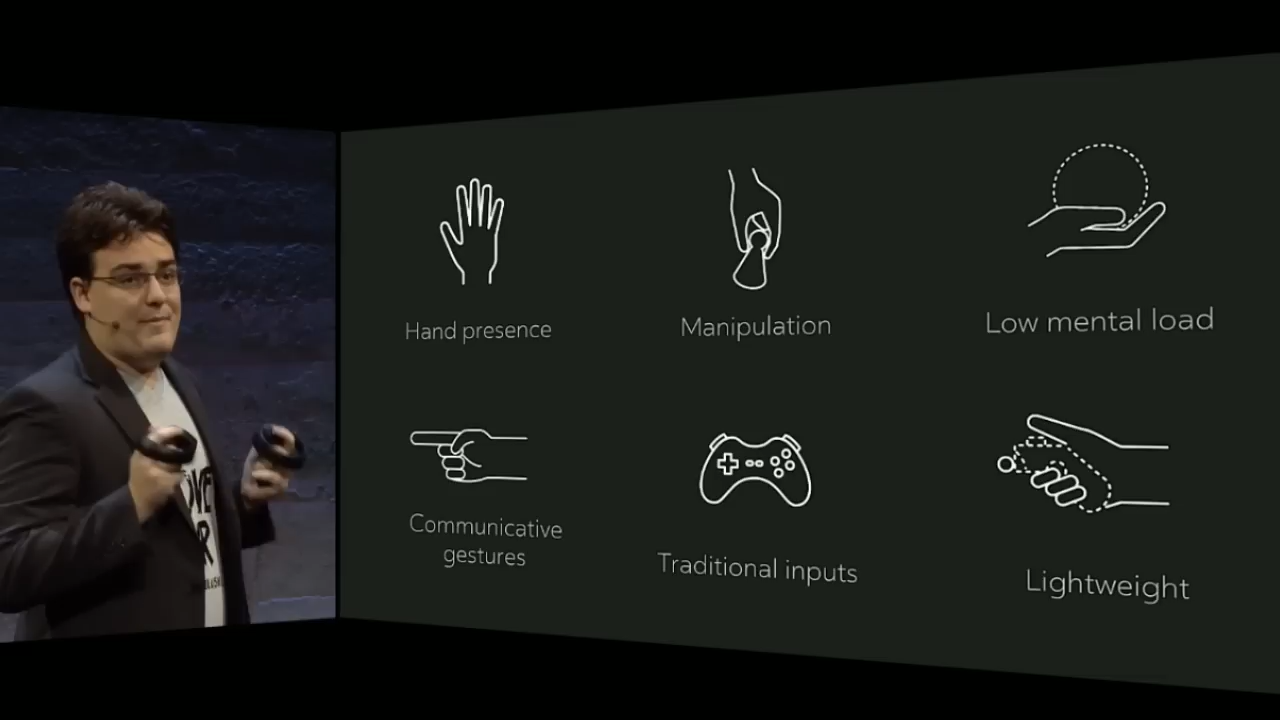 Hand presence
Manipulation
Low mental load
Communicative
gestures
Traditional inputs
Lightweight